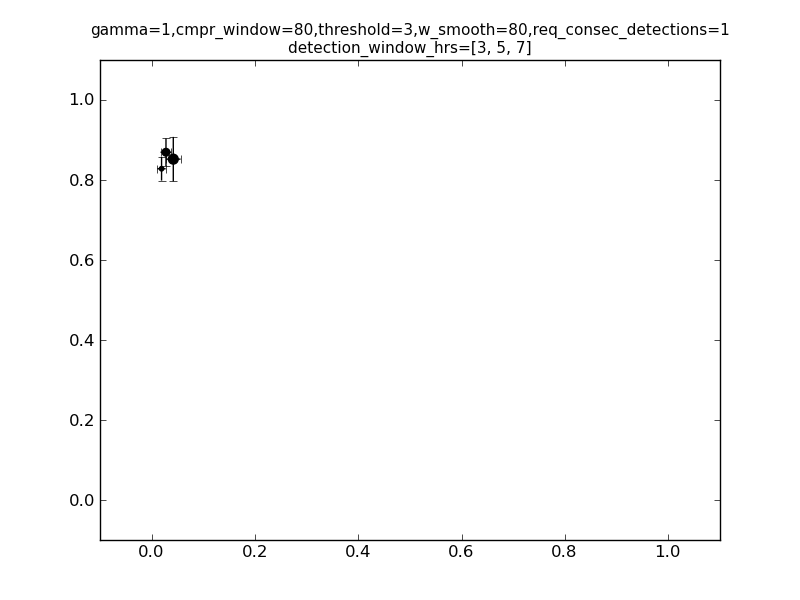 gamma=1,cmpr_window=80,threshold=3,w_smooth=80,req_consec_detections=1
detection_window_hrs=[3, 5, 7]
1.0
0.8
0.6
0.4
0.2
0.0
0.0 0.2 0.4 0.6 0.8 1.0